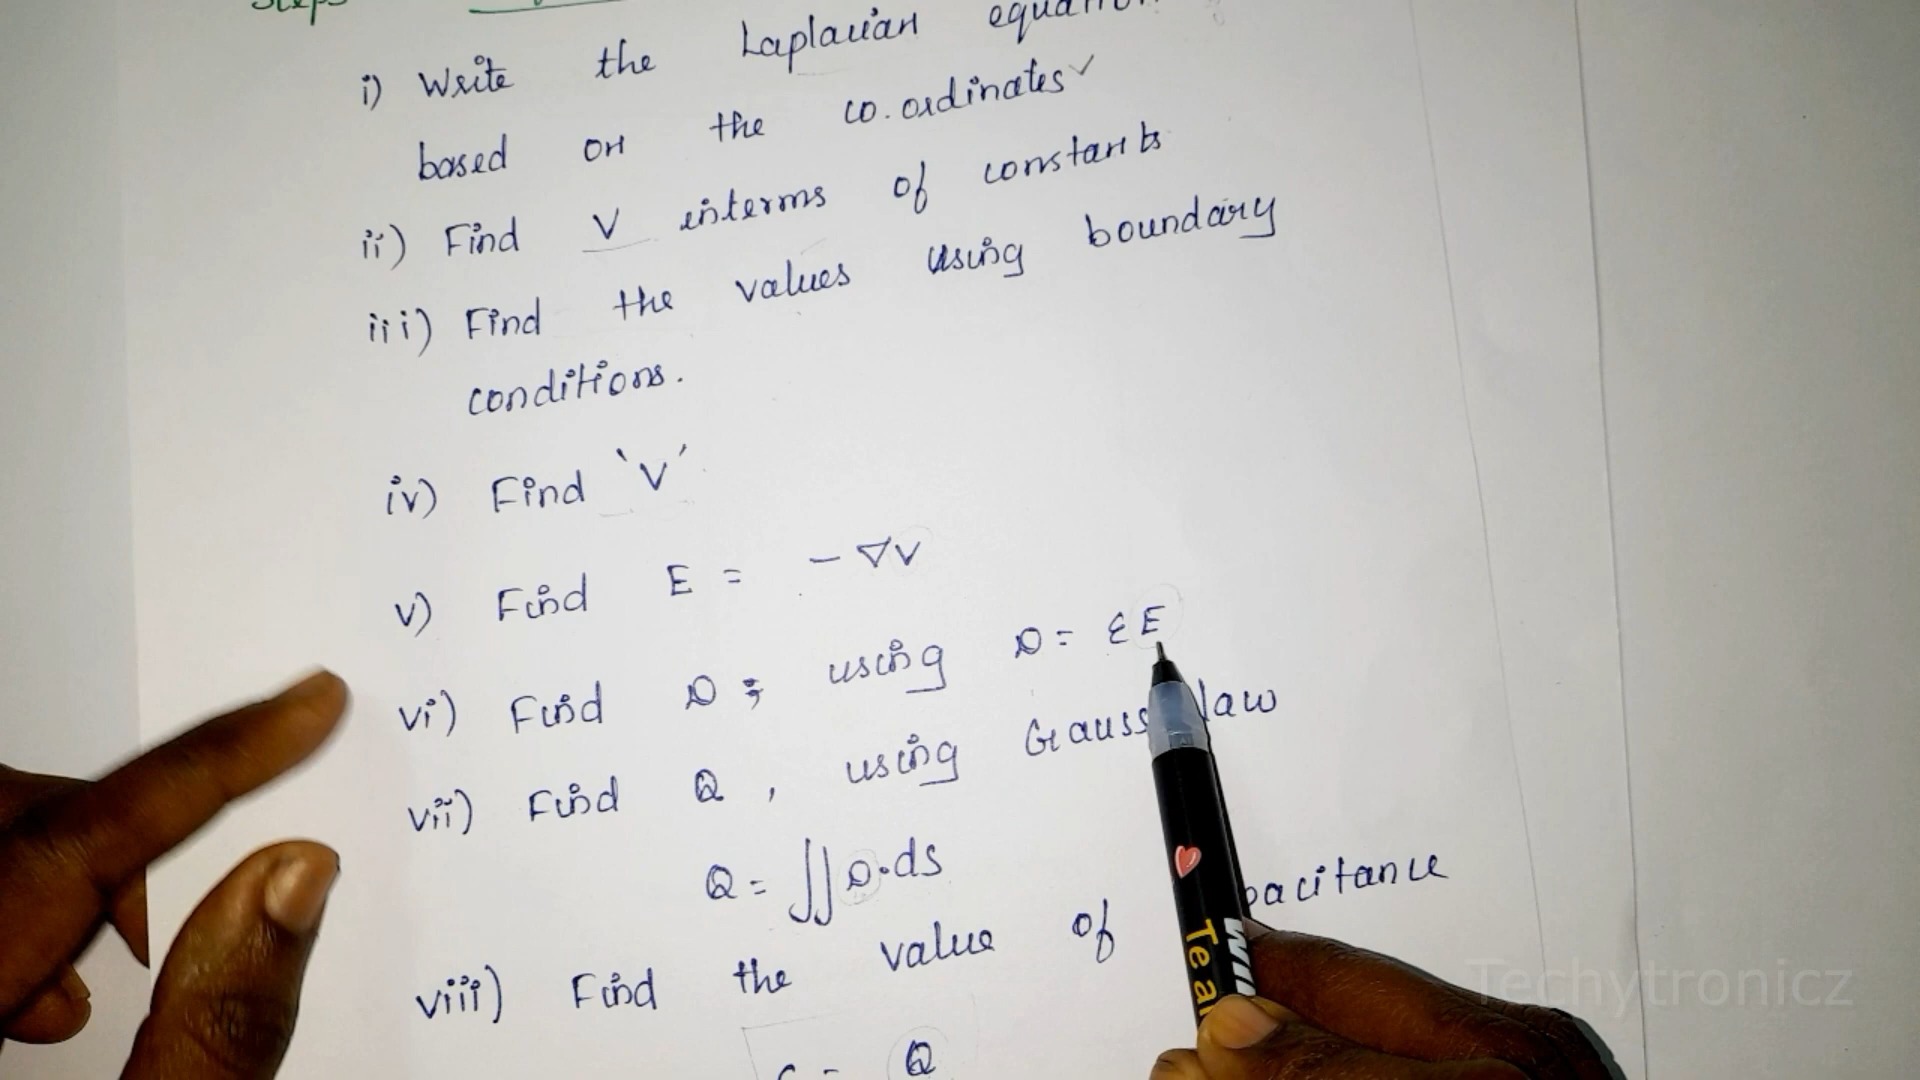 Steps
i) Write the Laplacian equation
based on the co.ordinates ✓
ii) Find V interms of constants
iii) Find the values using boundary
conditions.
iv) Find 'V'
v) Find E = - ∇V
vi) Find D ; using D = εE
vii) Find Q , using Gauss law
Q = ∬ D·ds
viii) Find the value of pacitance
C = Q
Techytronicz